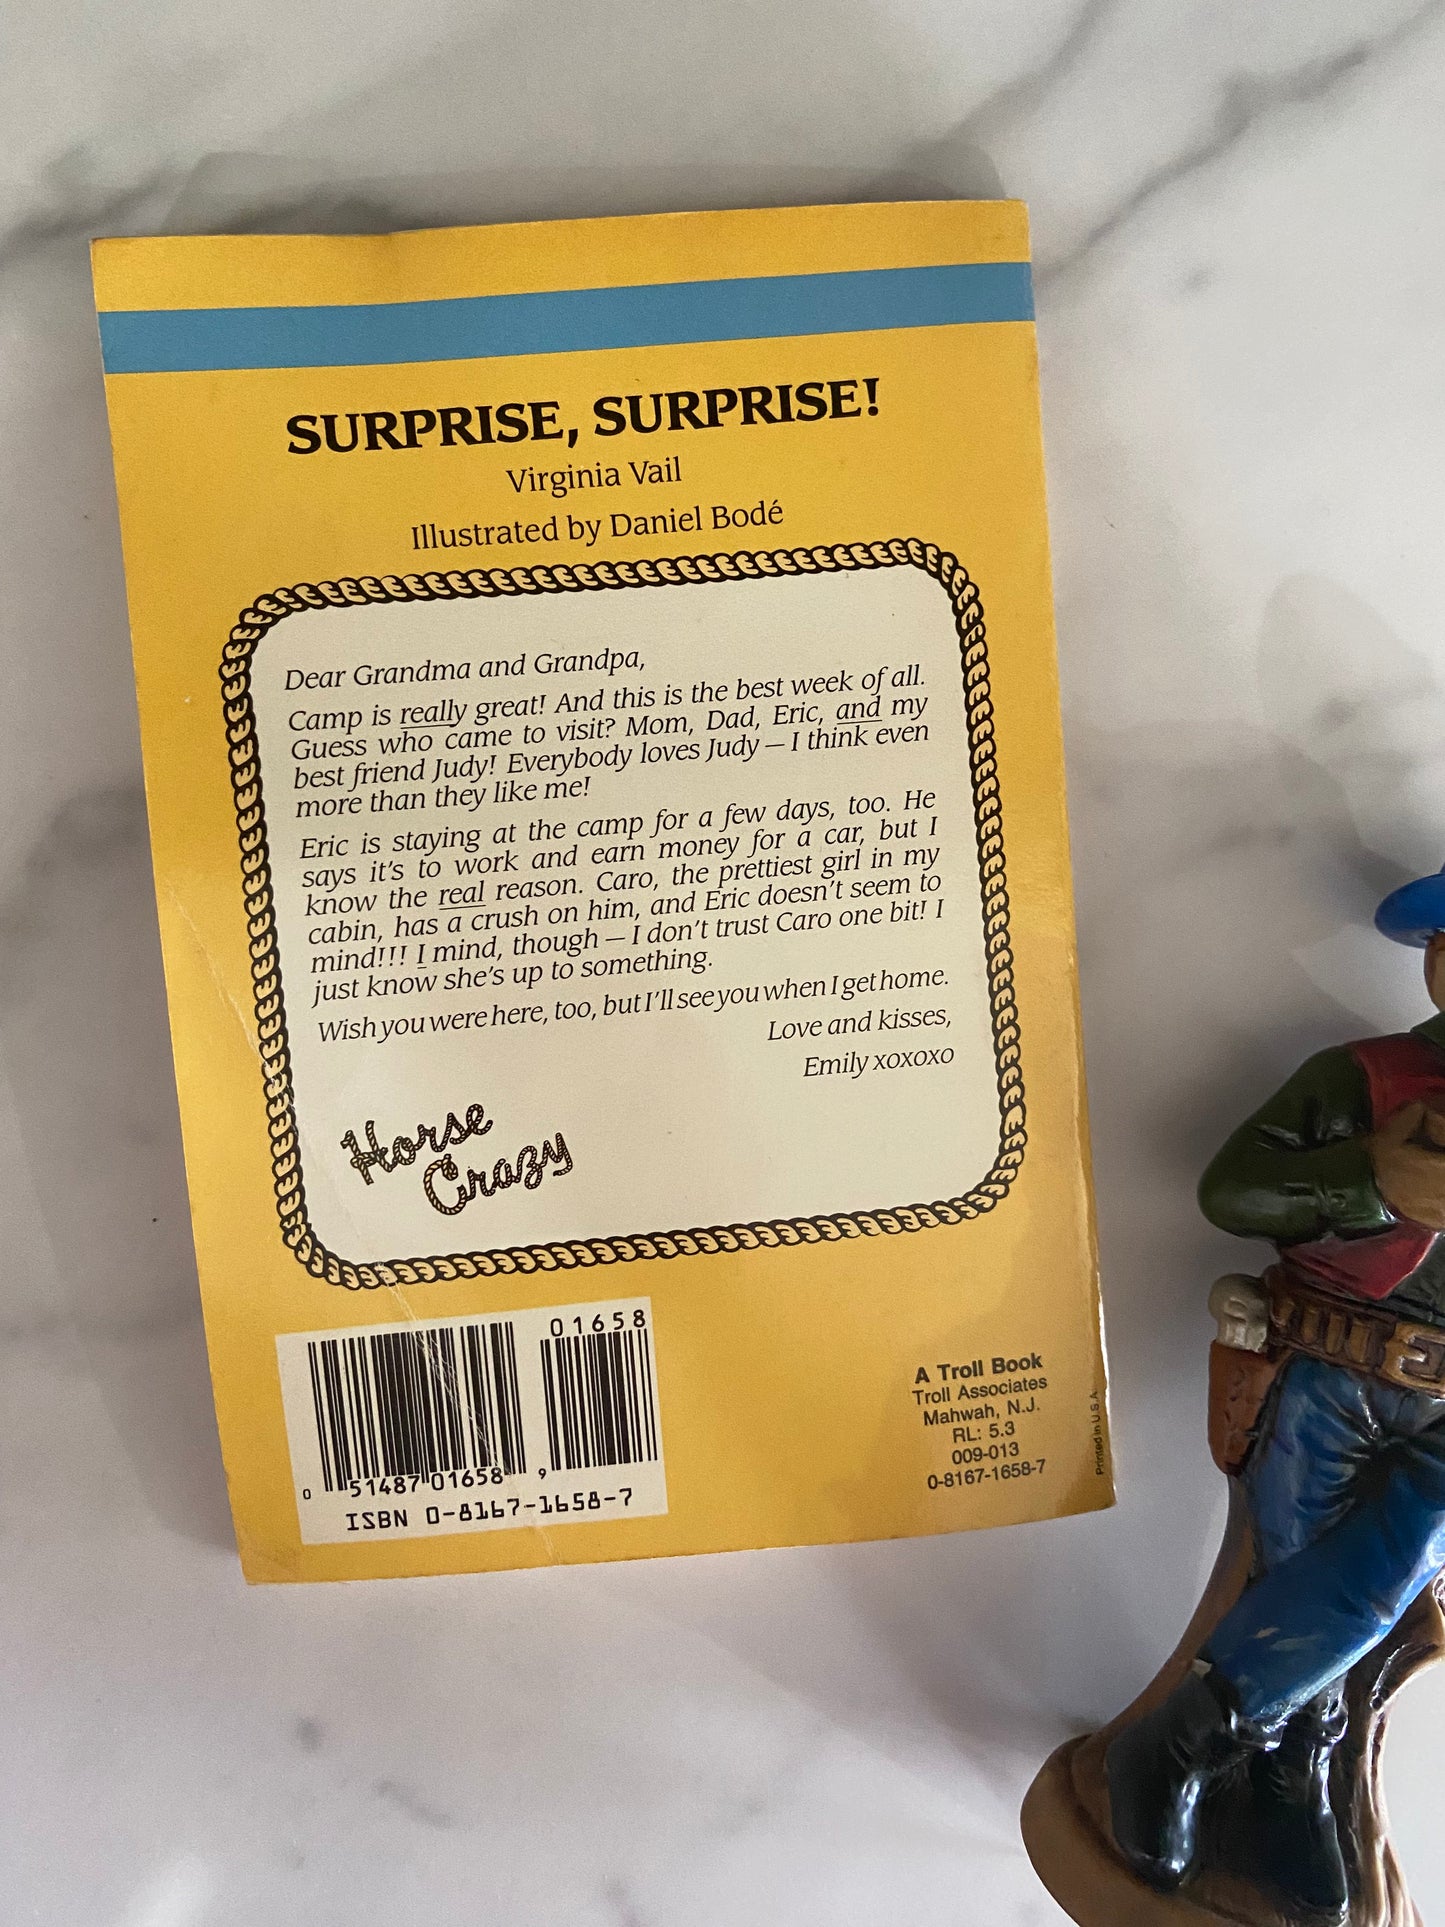 SURPRISE, SURPRISE!
Virginia Vail
Illustrated by Daniel Bodé
Dear Grandma and Grandpa,
Camp is really great! And this is the best week of all.
Guess who came to visit? Mom, Dad, Eric, and my
best friend Judy! Everybody loves Judy — I think even
more than they like me!
Eric is staying at the camp for a few days, too. He
says it's to work and earn money for a car, but I
know the real reason. Caro, the prettiest girl in my
cabin, has a crush on him, and Eric doesn't seem to
mind!!! I mind, though — I don't trust Caro one bit! I
just know she's up to something.
Wish you were here, too, but I'll see you when I get home.
Love and kisses,
Emily xoxoxo
Horse
Crazy
01658
0 51487 01658 9
ISBN 0-8167-1658-7
A Troll Book
Troll Associates
Mahwah, N.J.
RL: 5.3
009-013
0-8167-1658-7
Printed in U.S.A.